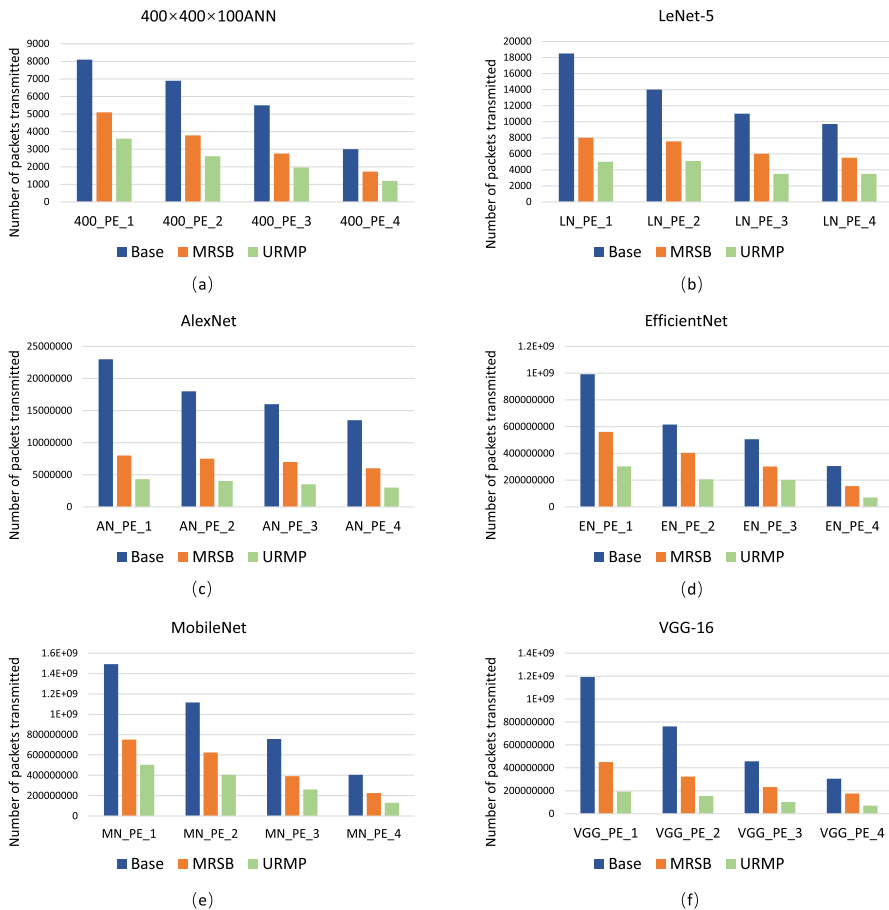 400×400×100ANN
Number of packets transmitted
9000
8000
7000
6000
5000
4000
3000
2000
1000
0
400_PE_1 400_PE_2 400_PE_3 400_PE_4
Base MRSB URMP
(a)
LeNet-5
Number of packets transmitted
20000
18000
16000
14000
12000
10000
8000
6000
4000
2000
0
LN_PE_1 LN_PE_2 LN_PE_3 LN_PE_4
Base MRSB URMP
(b)
AlexNet
Number of packets transmitted
25000000
20000000
15000000
10000000
5000000
0
AN_PE_1 AN_PE_2 AN_PE_3 AN_PE_4
Base MRSB URMP
(c)
EfficientNet
Number of packets transmitted
1.2E+09
1E+09
800000000
600000000
400000000
200000000
0
EN_PE_1 EN_PE_2 EN_PE_3 EN_PE_4
Base MRSB URMP
(d)
MobileNet
Number of packets transmitted
1.6E+09
1.4E+09
1.2E+09
1E+09
800000000
600000000
400000000
200000000
0
MN_PE_1 MN_PE_2 MN_PE_3 MN_PE_4
Base MRSB URMP
(e)
VGG-16
Number of packets transmitted
1.4E+09
1.2E+09
1E+09
800000000
600000000
400000000
200000000
0
VGG_PE_1 VGG_PE_2 VGG_PE_3 VGG_PE_4
Base MRSB URMP
(f)